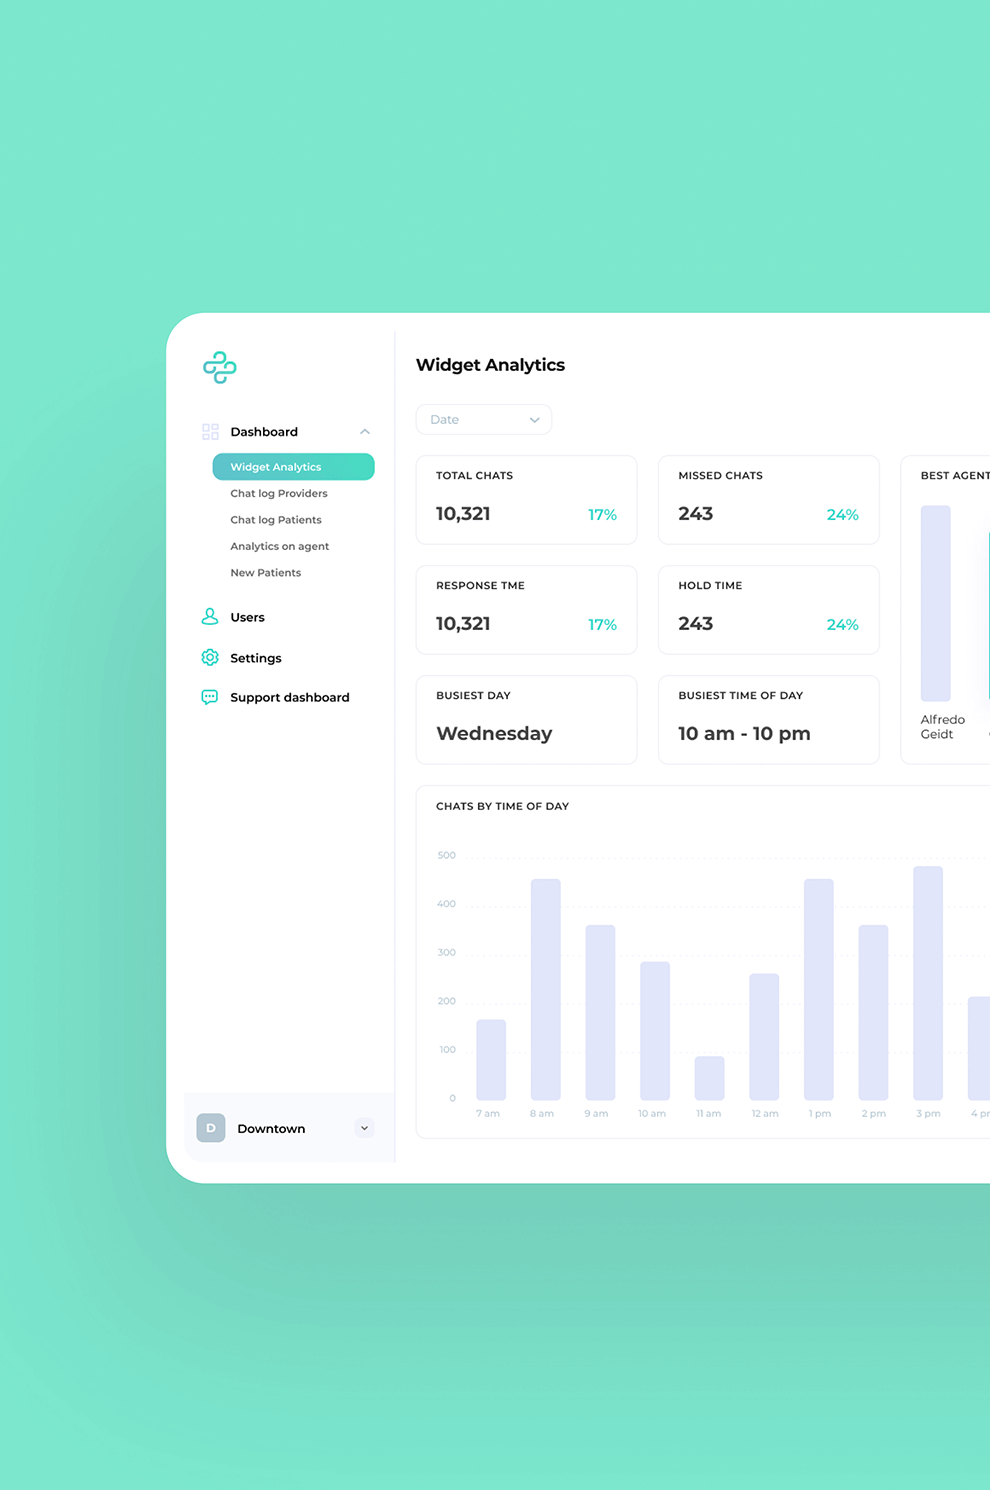 Widget Analytics
Date
Dashboard
Widget Analytics
Chat log Providers
Chat log Patients
Analytics on agent
New Patients
Users
Settings
Support dashboard
D
Downtown
TOTAL CHATS
10,321
17%
MISSED CHATS
243
24%
BEST AGENT
RESPONSE TME
10,321
17%
HOLD TIME
243
24%
BUSIEST DAY
Wednesday
BUSIEST TIME OF DAY
10 am - 10 pm
Alfredo
Geidt
CHATS BY TIME OF DAY
500
400
300
200
100
0
7 am
8 am
9 am
10 am
11 am
12 am
1 pm
2 pm
3 pm
4